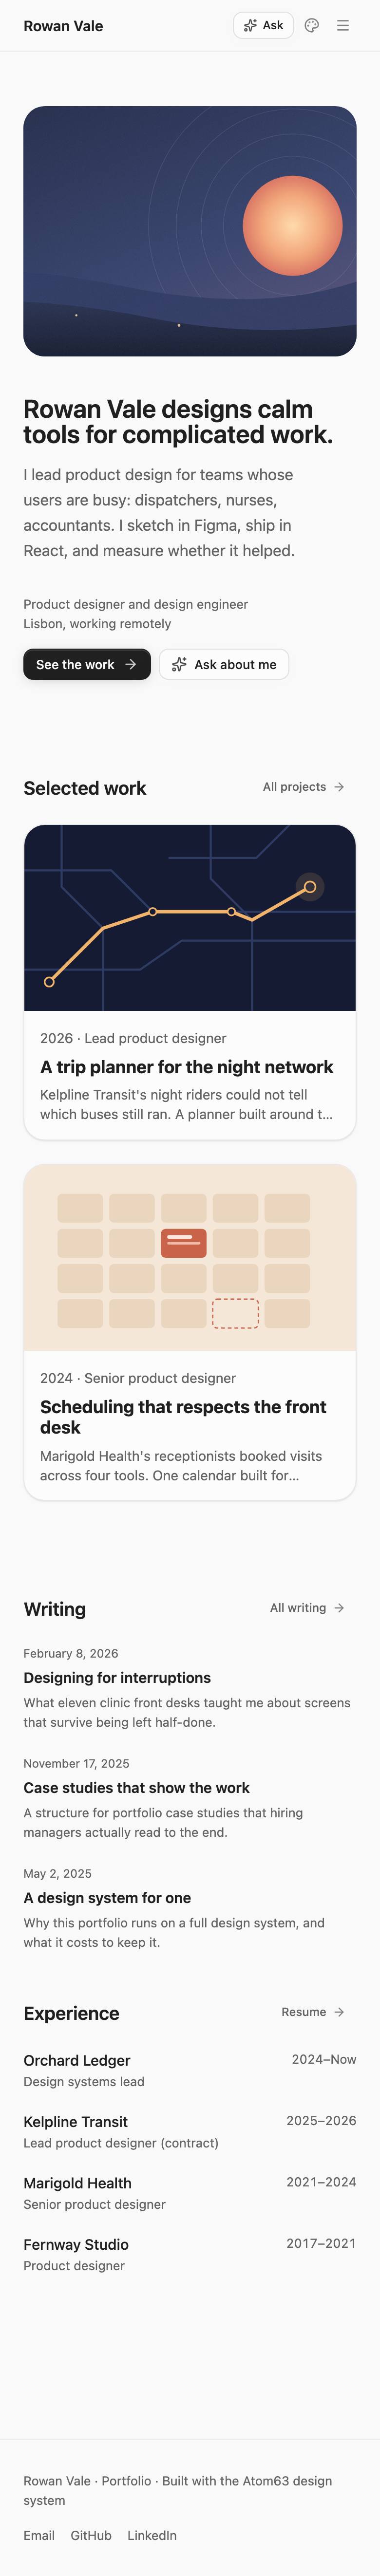 Rowan Vale
Ask
Rowan Vale designs calm
tools for complicated work.
I lead product design for teams whose
users are busy: dispatchers, nurses,
accountants. I sketch in Figma, ship in
React, and measure whether it helped.
Product designer and design engineer
Lisbon, working remotely
See the work
Ask about me
Selected work
All projects
2026 · Lead product designer
A trip planner for the night network
Kelpline Transit's night riders could not tell
which buses still ran. A planner built around t...
2024 · Senior product designer
Scheduling that respects the front
desk
Marigold Health's receptionists booked visits
across four tools. One calendar built for...
Writing
All writing
February 8, 2026
Designing for interruptions
What eleven clinic front desks taught me about screens
that survive being left half-done.
November 17, 2025
Case studies that show the work
A structure for portfolio case studies that hiring
managers actually read to the end.
May 2, 2025
A design system for one
Why this portfolio runs on a full design system, and
what it costs to keep it.
Experience
Resume
Orchard Ledger
2024–Now
Design systems lead
Kelpline Transit
2025–2026
Lead product designer (contract)
Marigold Health
2021–2024
Senior product designer
Fernway Studio
2017–2021
Product designer
Rowan Vale · Portfolio · Built with the Atom63 design
system
Email GitHub LinkedIn